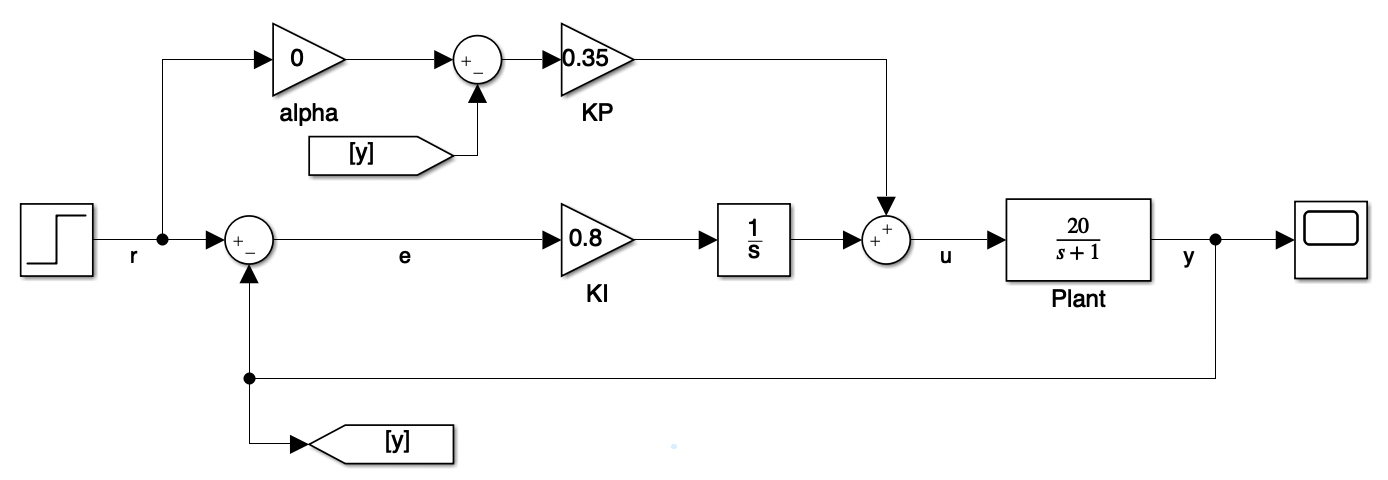 0
+
−
0.35
alpha
KP
[y]
r
+
−
e
0.8
KI
1
s
+
+
u
20
s + 1
Plant
y
[y]